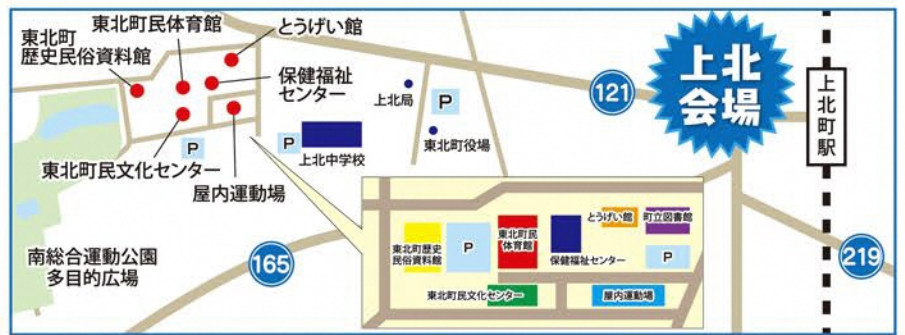 東北町民体育館
とうげい館
東北町
歴史民俗資料館
保健福祉
センター
上北局
P
121
上北
会場
上北町駅
P
P
上北中学校
東北町役場
東北町民文化センター
屋内運動場
南総合運動公園
多目的広場
165
219
とうげい館
町立図書館
東北町歴史
民俗資料館
P
東北町民
体育館
保健福祉センター
P
東北町民文化センター
屋内運動場